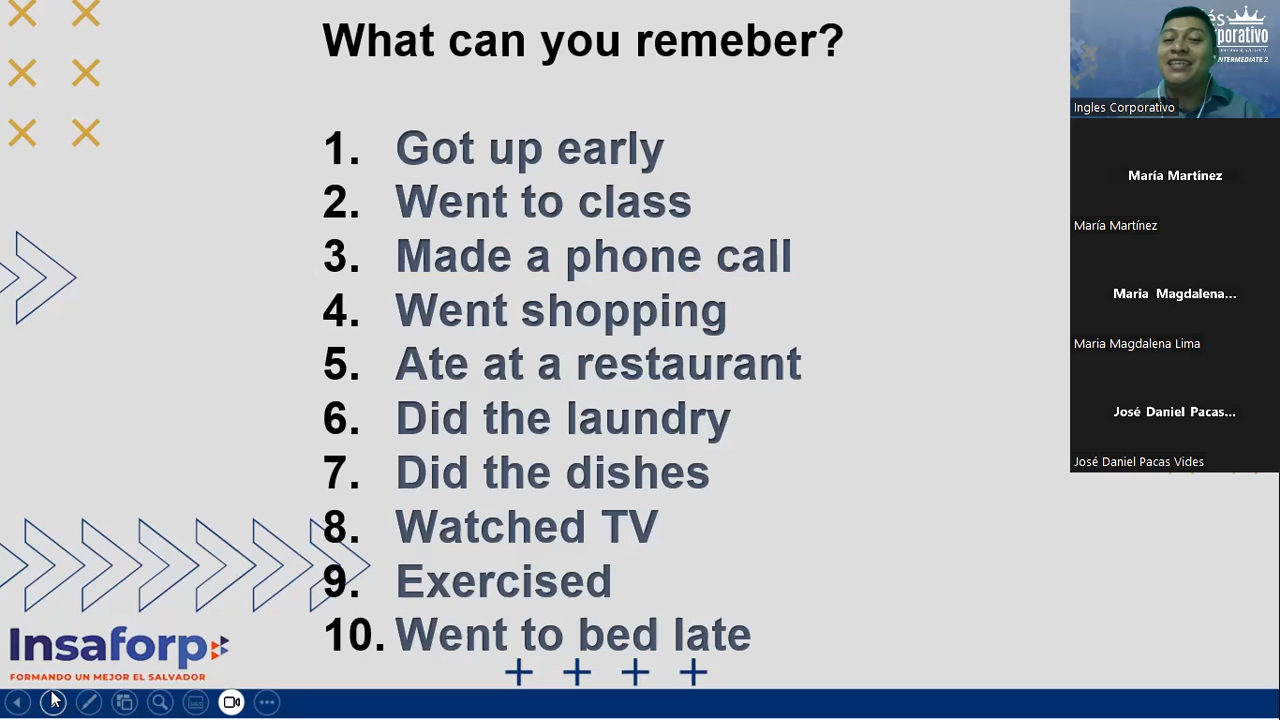 What can you remeber?
1. Got up early
2. Went to class
3. Made a phone call
4. Went shopping
5. Ate at a restaurant
6. Did the laundry
7. Did the dishes
8. Watched TV
9. Exercised
10. Went to bed late
Insaforp
FORMANDO UN MEJOR EL SALVADOR
és
rporativo
NTERMEDIATE 2
Ingles Corporativo
María Martínez
María Martínez
Maria Magdalena...
Maria Magdalena Lima
José Daniel Pacas...
José Daniel Pacas Vides